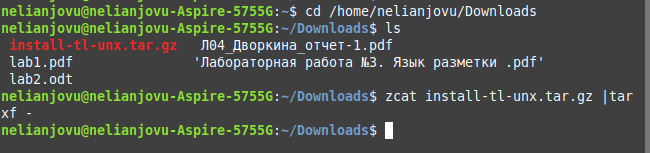 nelianjovu@nelianjovu-Aspire-5755G:~$ cd /home/nelianjovu/Downloads
nelianjovu@nelianjovu-Aspire-5755G:~/Downloads$ ls
install-tl-unx.tar.gz   Л04_Дворкина_отчет-1.pdf
lab1.pdf               'Лабораторная работа №3. Язык разметки .pdf'
lab2.odt
nelianjovu@nelianjovu-Aspire-5755G:~/Downloads$ zcat install-tl-unx.tar.gz |tar
xf -
nelianjovu@nelianjovu-Aspire-5755G:~/Downloads$